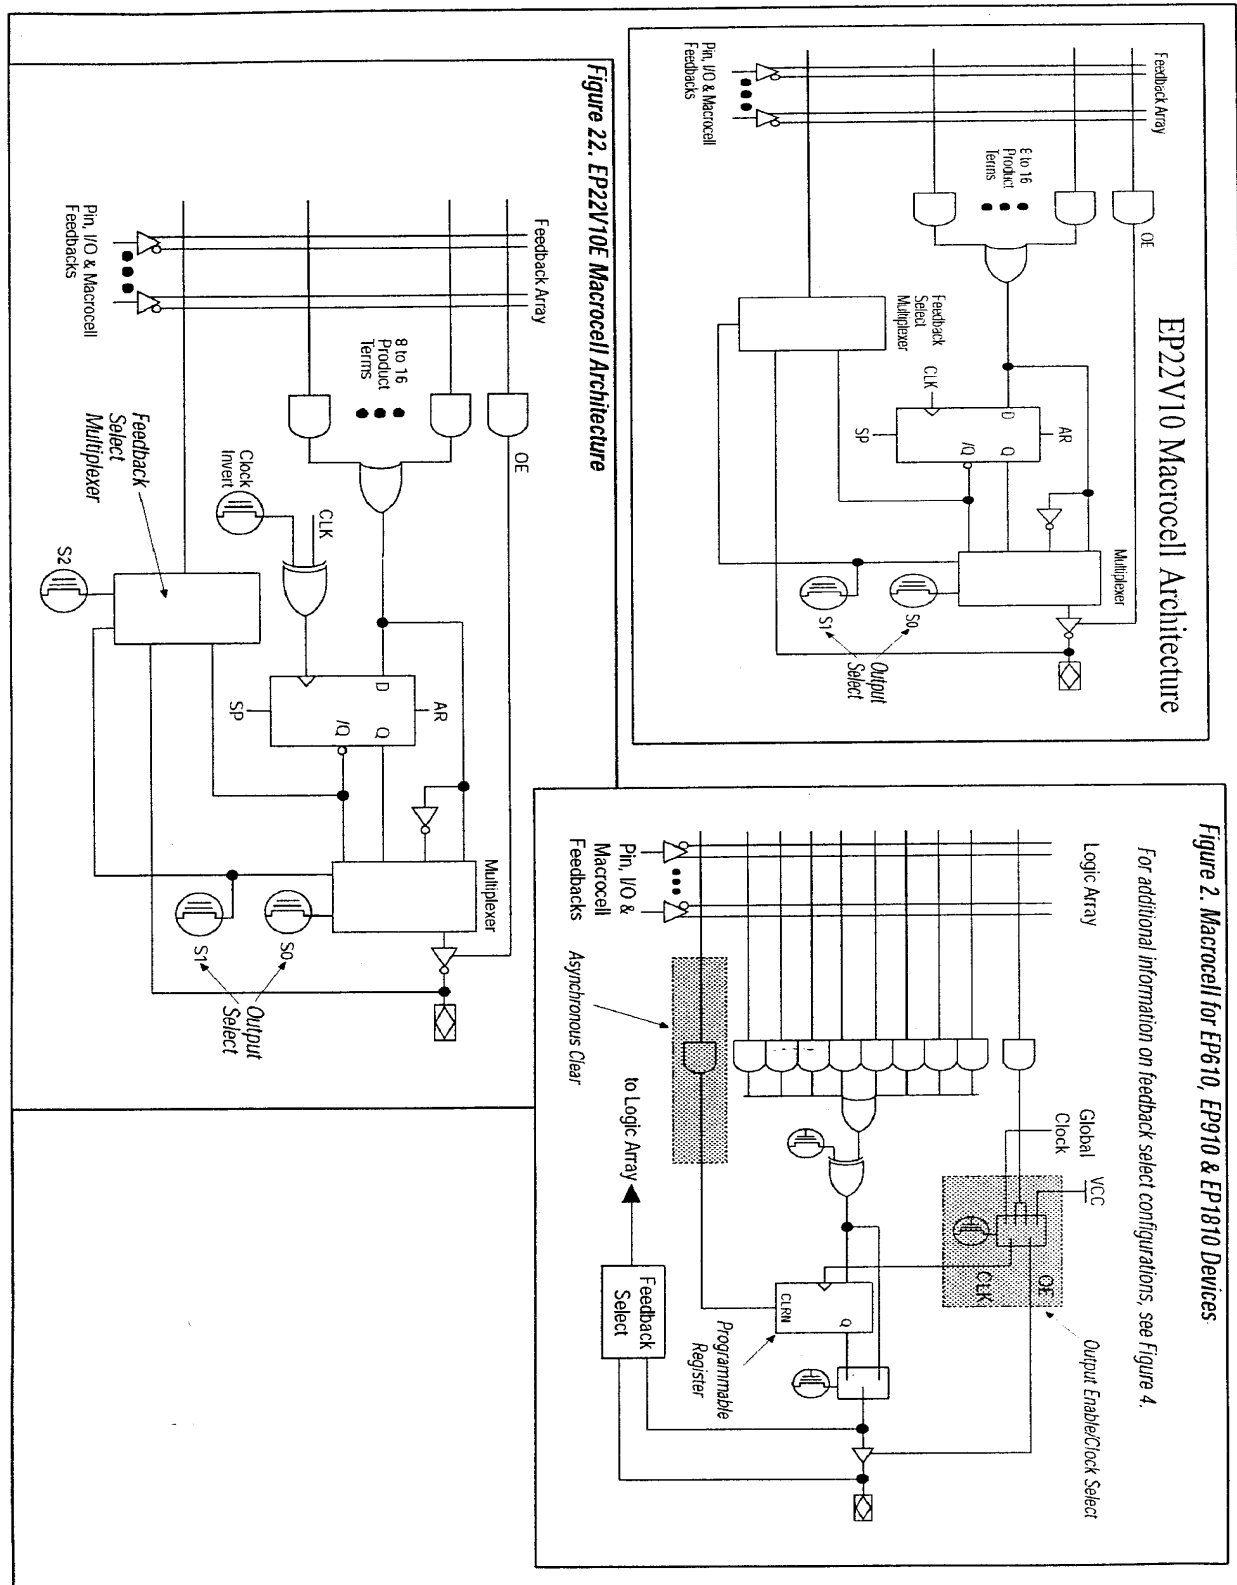 EP22V10 Macrocell Architecture
Feedback Array
OE
to 16
Product
Terms
Pin, I/O & Macrocell
Feedbacks
Feedback
Select
Multiplexer
CLK
D
Q
/Q
AR
SP
Multiplexer
S0
S1
Output
Select
Figure 22. EP22V10E Macrocell Architecture
Feedback Array
OE
8 to 16
Product
Terms
Pin, I/O & Macrocell
Feedbacks
Clock
Invert
CLK
Feedback
Select
Multiplexer
S2
D
Q
/Q
AR
SP
Multiplexer
S0
S1
Output
Select
Figure 2. Macrocell for EP610, EP910 & EP1810 Devices
For additional information on feedback select configurations, see Figure 4.
Logic Array
Output Enable/Clock Select
VCC
Global
Clock
OE
CLK
Pin, I/O &
Macrocell
Feedbacks
Asynchronous Clear
to Logic Array
Feedback
Select
CLRN
Q
Programmable
Register